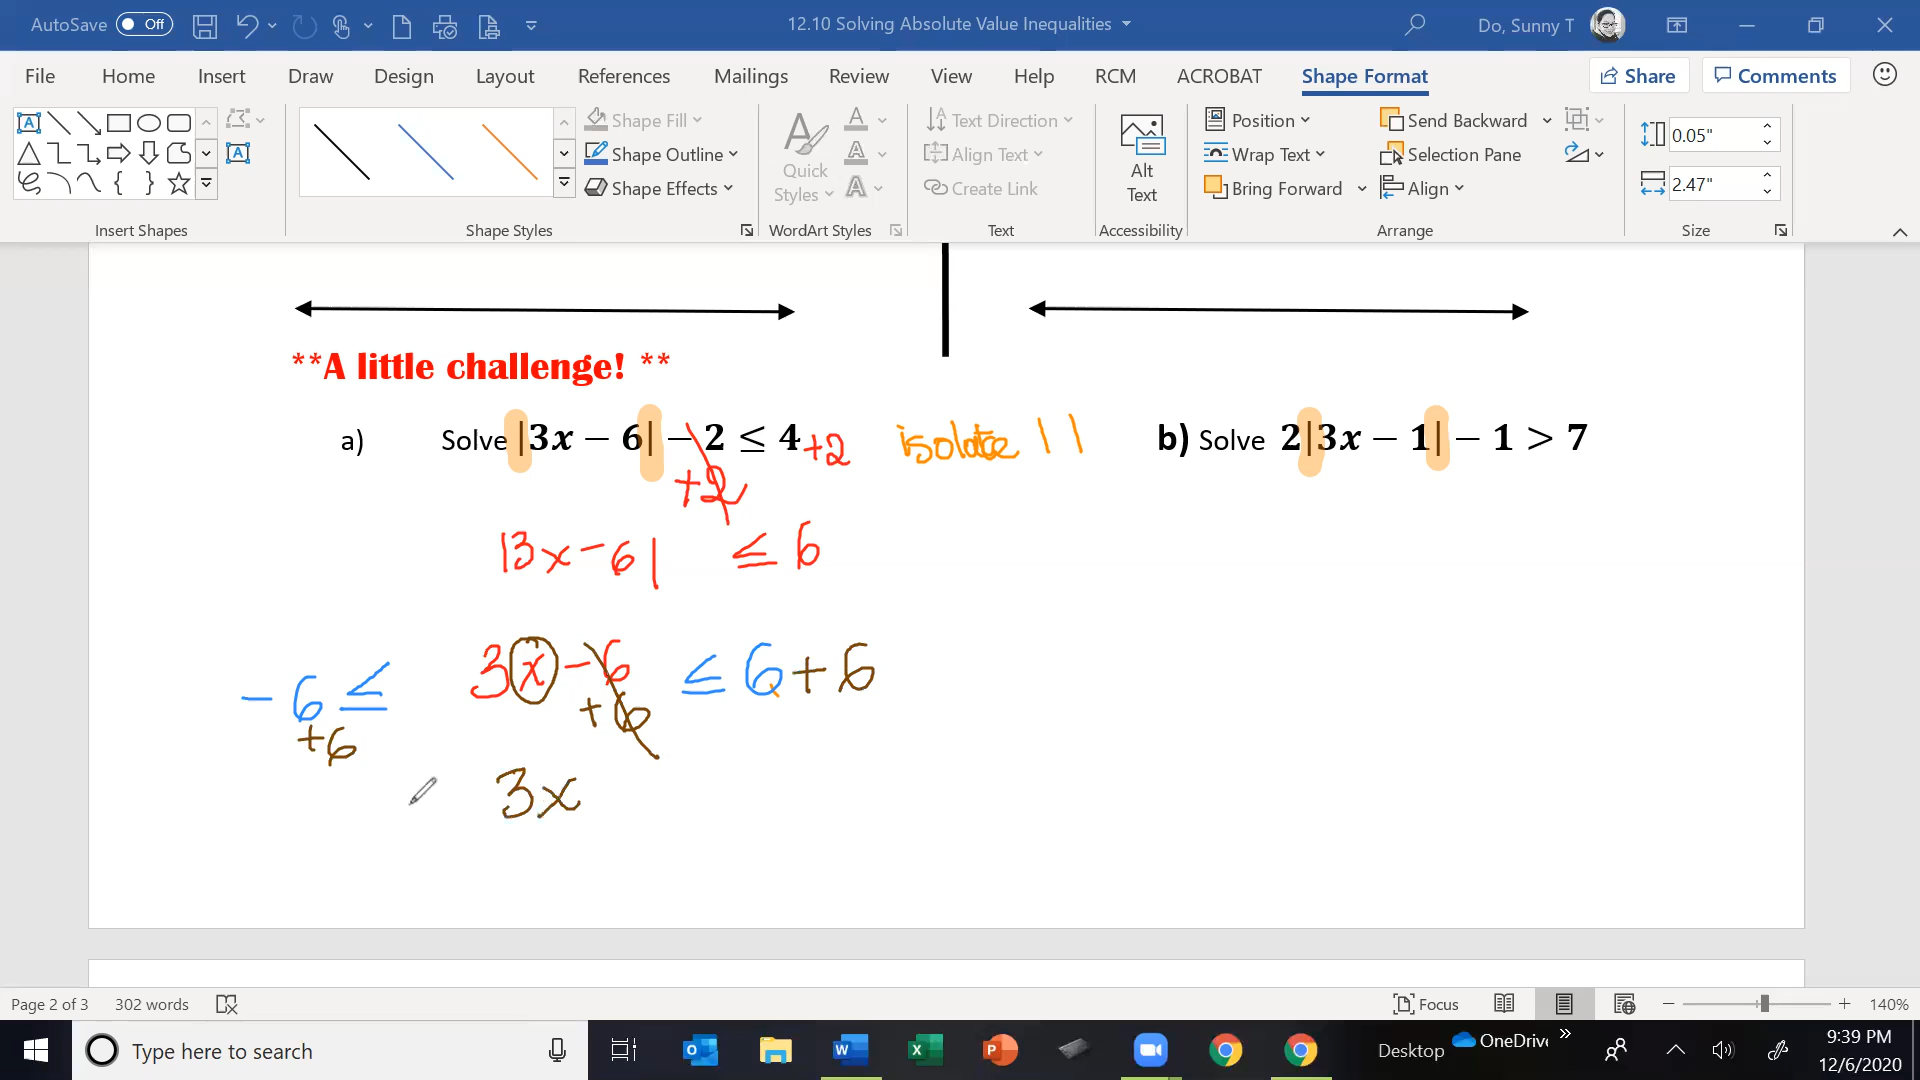 AutoSave Off 12.10 Solving Absolute Value Inequalities Do, Sunny T
File Home Insert Draw Design Layout References Mailings Review View Help RCM ACROBAT Shape Format Share Comments
Shape Fill Text Direction Position Send Backward 0.05"
Shape Outline Align Text Wrap Text Selection Pane
Quick Styles Alt Text
Shape Effects Create Link Bring Forward Align 2.47"
Insert Shapes Shape Styles WordArt Styles Text Accessibility Arrange Size
**A little challenge! **
a) Solve |3x − 6| − 2 ≤ 4 +2 isolate | | b) Solve 2|3x − 1| − 1 > 7
+2
|3x - 6| ≤ 6
- 6 ≤ 3x - 6 ≤ 6 + 6
+6 +6
3x
Page 2 of 3 302 words Focus 140%
Type here to search Desktop OneDrive » 9:39 PM
12/6/2020